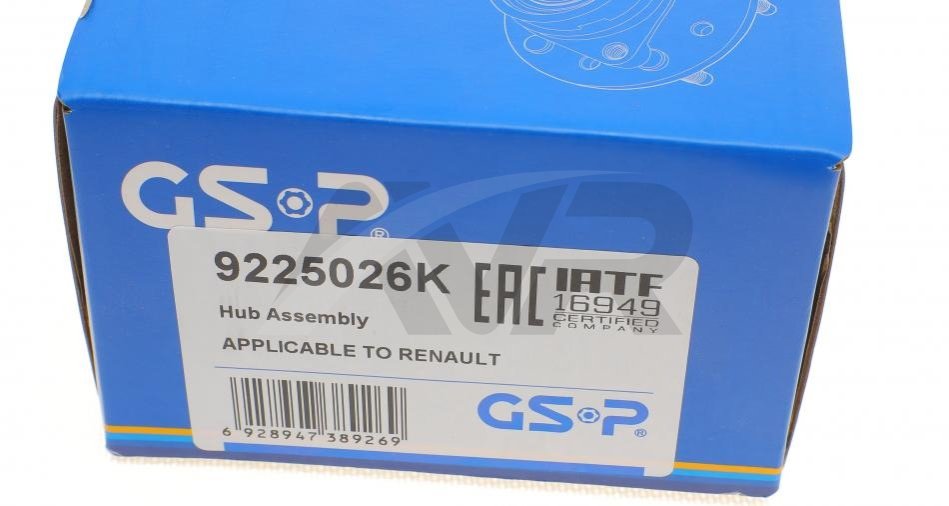 GSP®
9225026K
EAC
IATF
16949
CERTIFIED
COMPANY
Hub Assembly
APPLICABLE TO RENAULT
6 928947 389269
GSP®